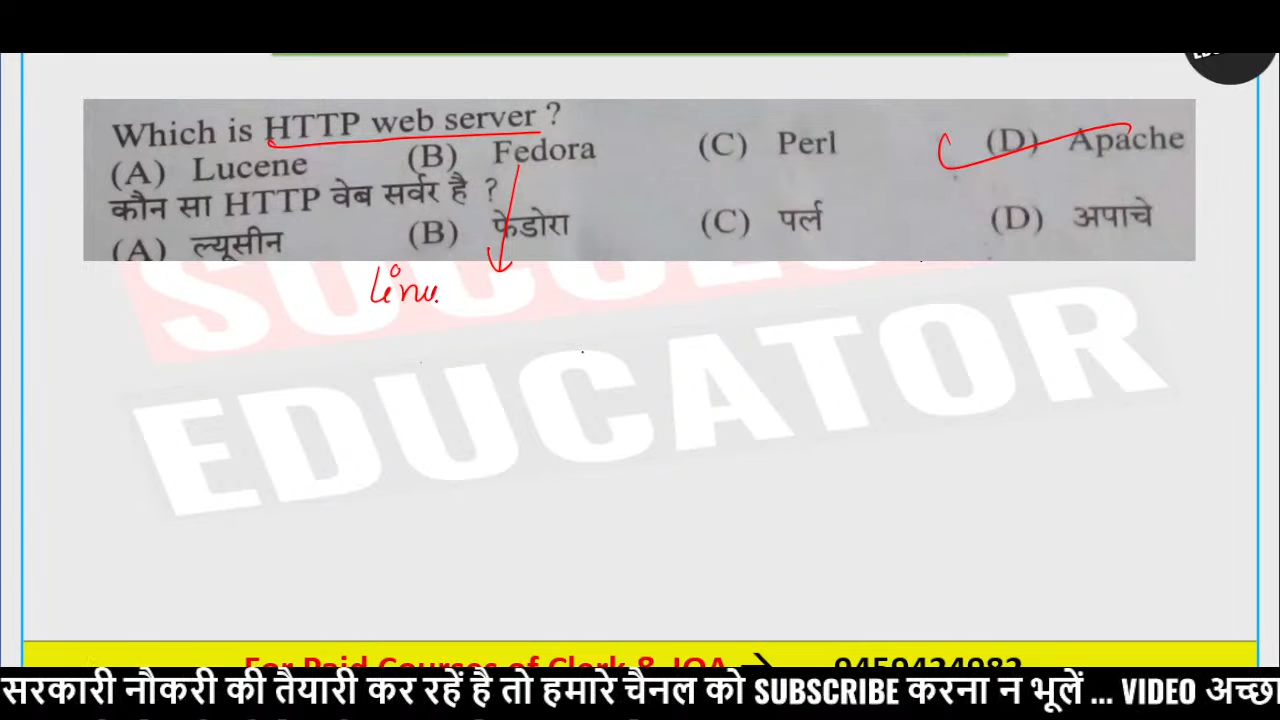 Which is HTTP web server ?
(A) Lucene (B) Fedora (C) Perl (D) Apache
कौन सा HTTP वेब सर्वर है ?
(A) ल्यूसीन (B) फेडोरा (C) पर्ल (D) अपाचे
EDUCATOR
सरकारी नौकरी की तैयारी कर रहें है तो हमारे चैनल को SUBSCRIBE करना न भूलें ... VIDEO अच्छा